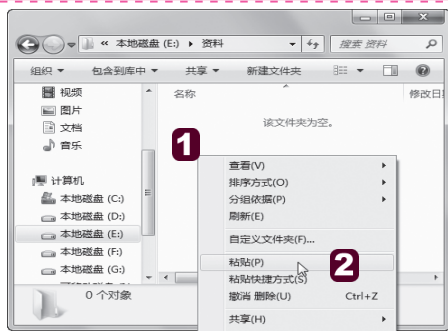 « 本地磁盘 (E:) ▸ 资料
搜索 资料
组织 ▾ 包含到库中 ▾ 共享 ▾ 新建文件夹
视频
图片
文档
音乐
计算机
本地磁盘 (C:)
本地磁盘 (D:)
本地磁盘 (E:)
本地磁盘 (F:)
本地磁盘 (G:)
名称 修改日
该文件夹为空。
1
查看(V)
排序方式(O)
分组依据(P)
刷新(E)
自定义文件夹(F)...
粘贴(P)
2
粘贴快捷方式(S)
撤消 删除(U) Ctrl+Z
共享(H)
0 个对象